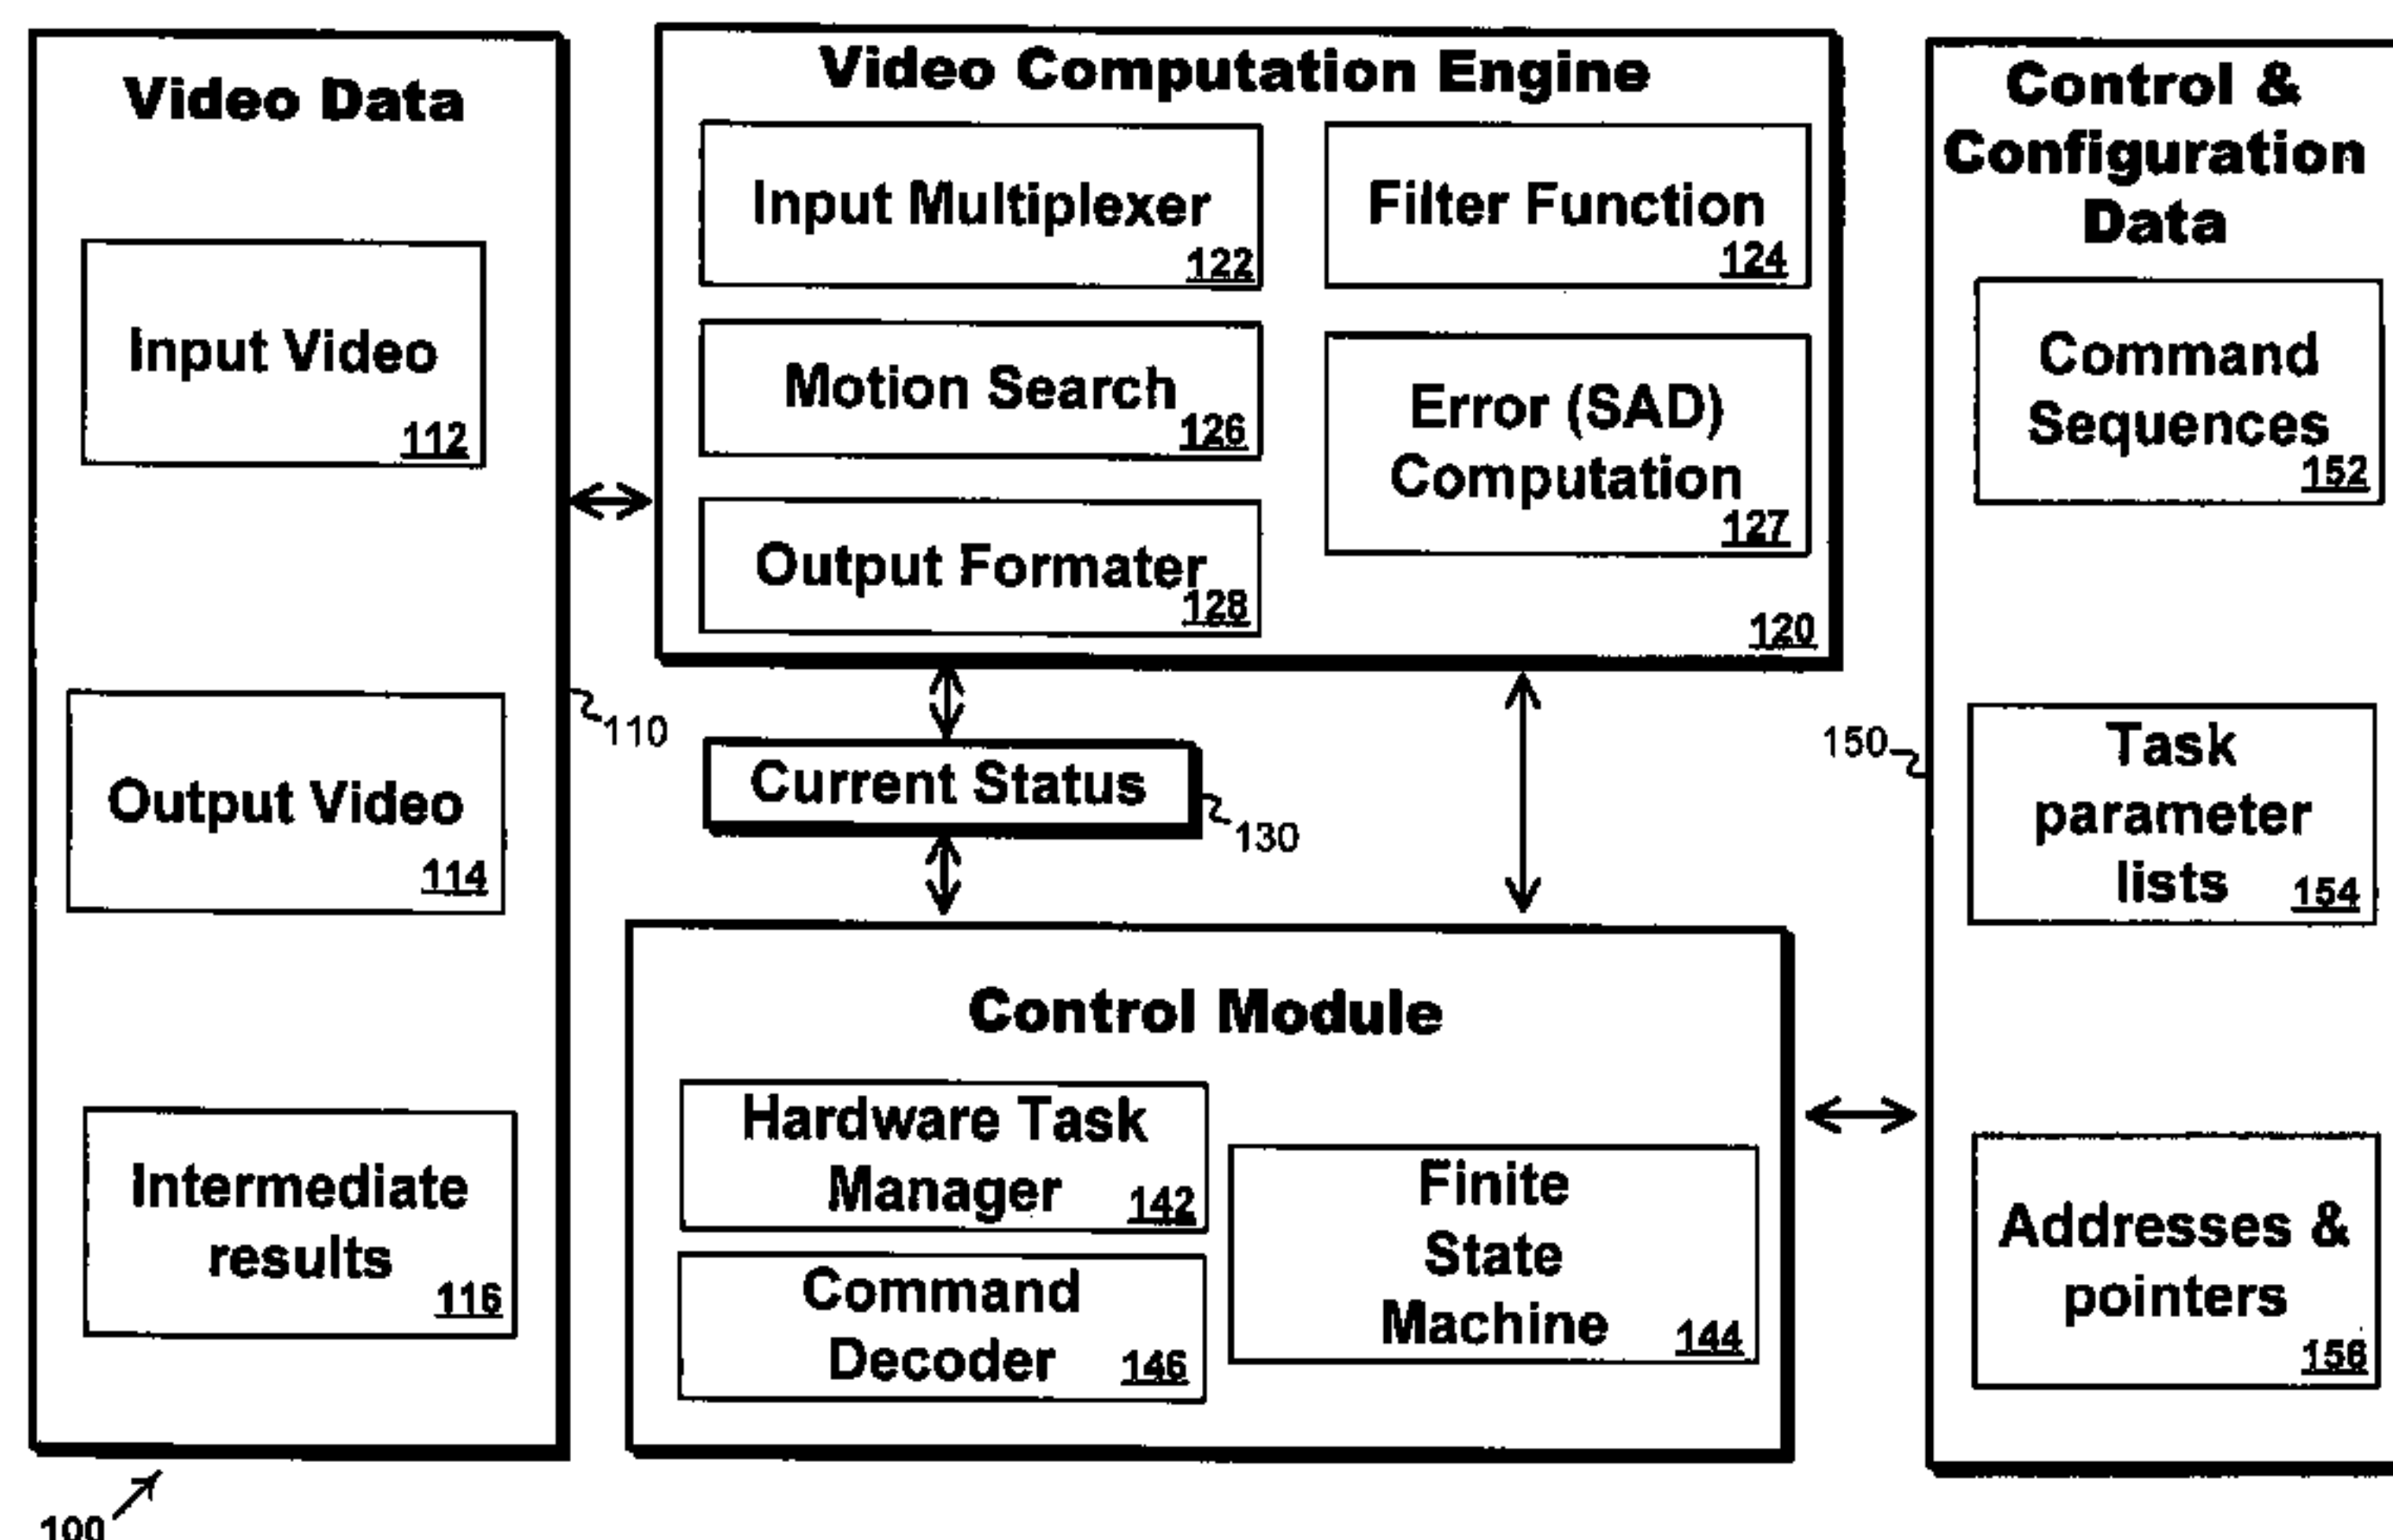 Video Data
Input Video
112
Output Video
114
Intermediate
results
116
110
100
Video Computation Engine
Input Multiplexer
122
Filter Function
124
Motion Search
126
Error (SAD)
Computation
127
Output Formater
128
120
Current Status
130
Control Module
Hardware Task
Manager
142
Command
Decoder
146
Finite
State
Machine
144
Control &
Configuration
Data
Command
Sequences
152
150
Task
parameter
lists
154
Addresses &
pointers
156